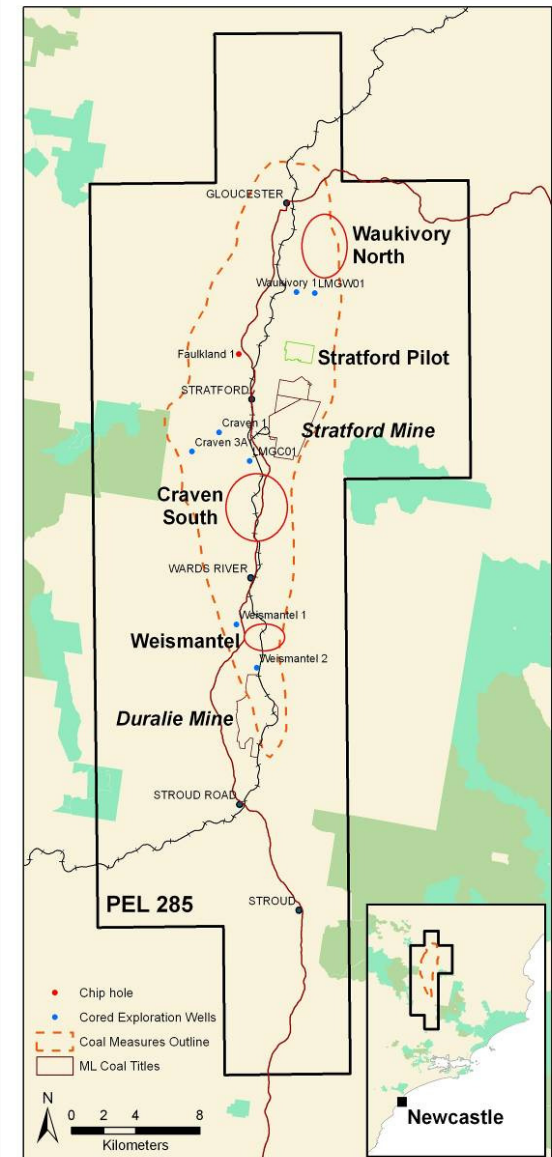 GLOUCESTER
Waukivory
North
Waukivory 1
LMGW01
Faulkland 1
Stratford Pilot
STRATFORD
Stratford Mine
Craven 1
Craven 3A
LMGC01
Craven
South
WARDS RIVER
Weismantel 1
Weismantel
Weismantel 2
Duralie Mine
STROUD ROAD
PEL 285
STROUD
Chip hole
Cored Exploration Wells
Coal Measures Outline
ML Coal Titles
N
0 2 4 8
Kilometers
Newcastle